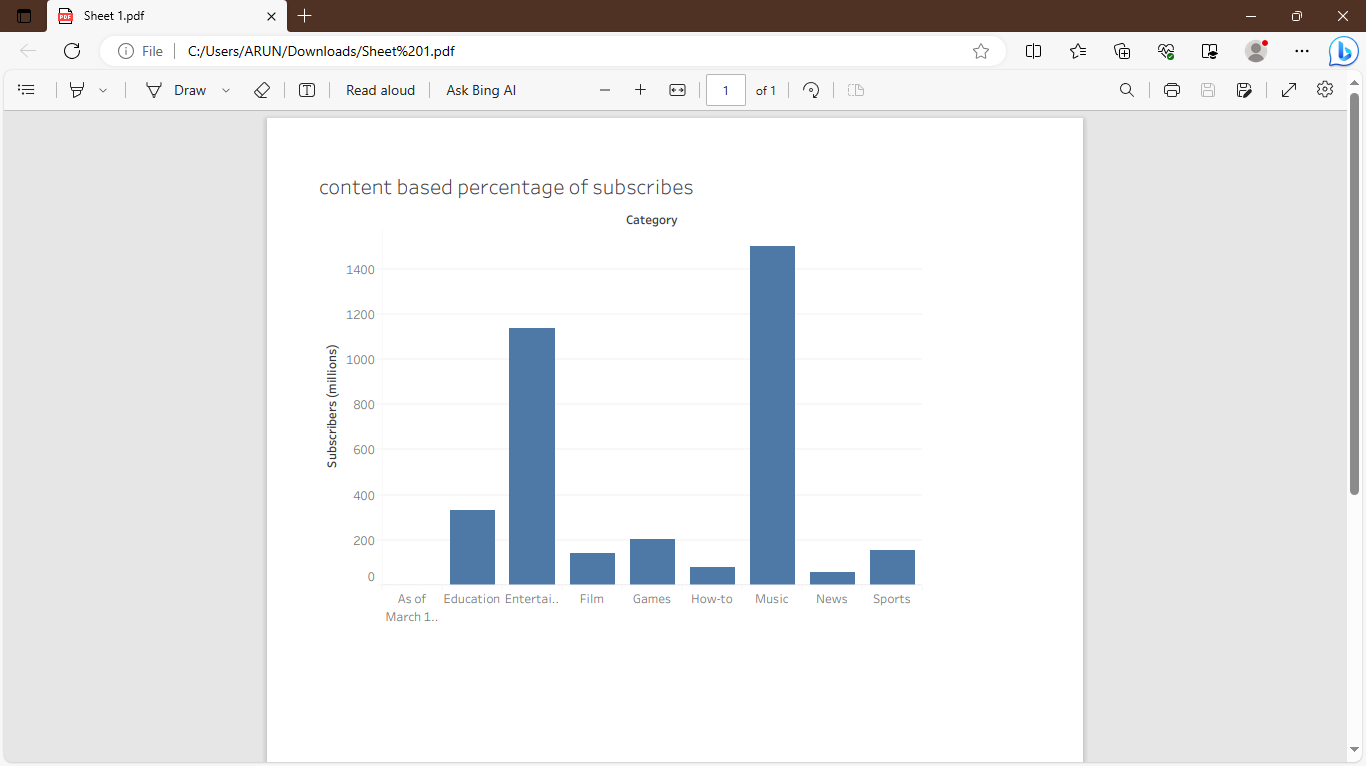 Sheet 1.pdf
File C:/Users/ARUN/Downloads/Sheet%201.pdf
Draw Read aloud Ask Bing AI 1 of 1
content based percentage of subscribes
Category
Subscribers (millions)
1400
1200
1000
800
600
400
200
0
As of March 1..
Education
Entertai..
Film
Games
How-to
Music
News
Sports